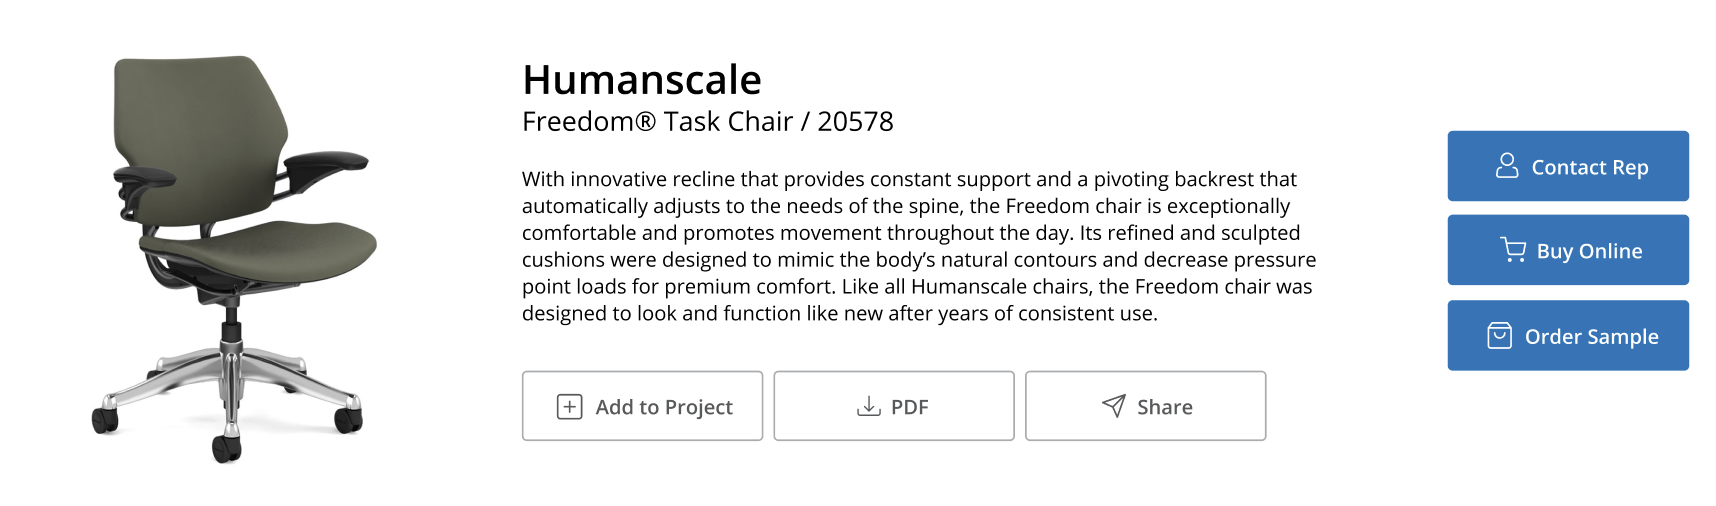 Humanscale
Freedom® Task Chair / 20578
With innovative recline that provides constant support and a pivoting backrest that
automatically adjusts to the needs of the spine, the Freedom chair is exceptionally
comfortable and promotes movement throughout the day. Its refined and sculpted
cushions were designed to mimic the body’s natural contours and decrease pressure
point loads for premium comfort. Like all Humanscale chairs, the Freedom chair was
designed to look and function like new after years of consistent use.
Add to Project
PDF
Share
Contact Rep
Buy Online
Order Sample